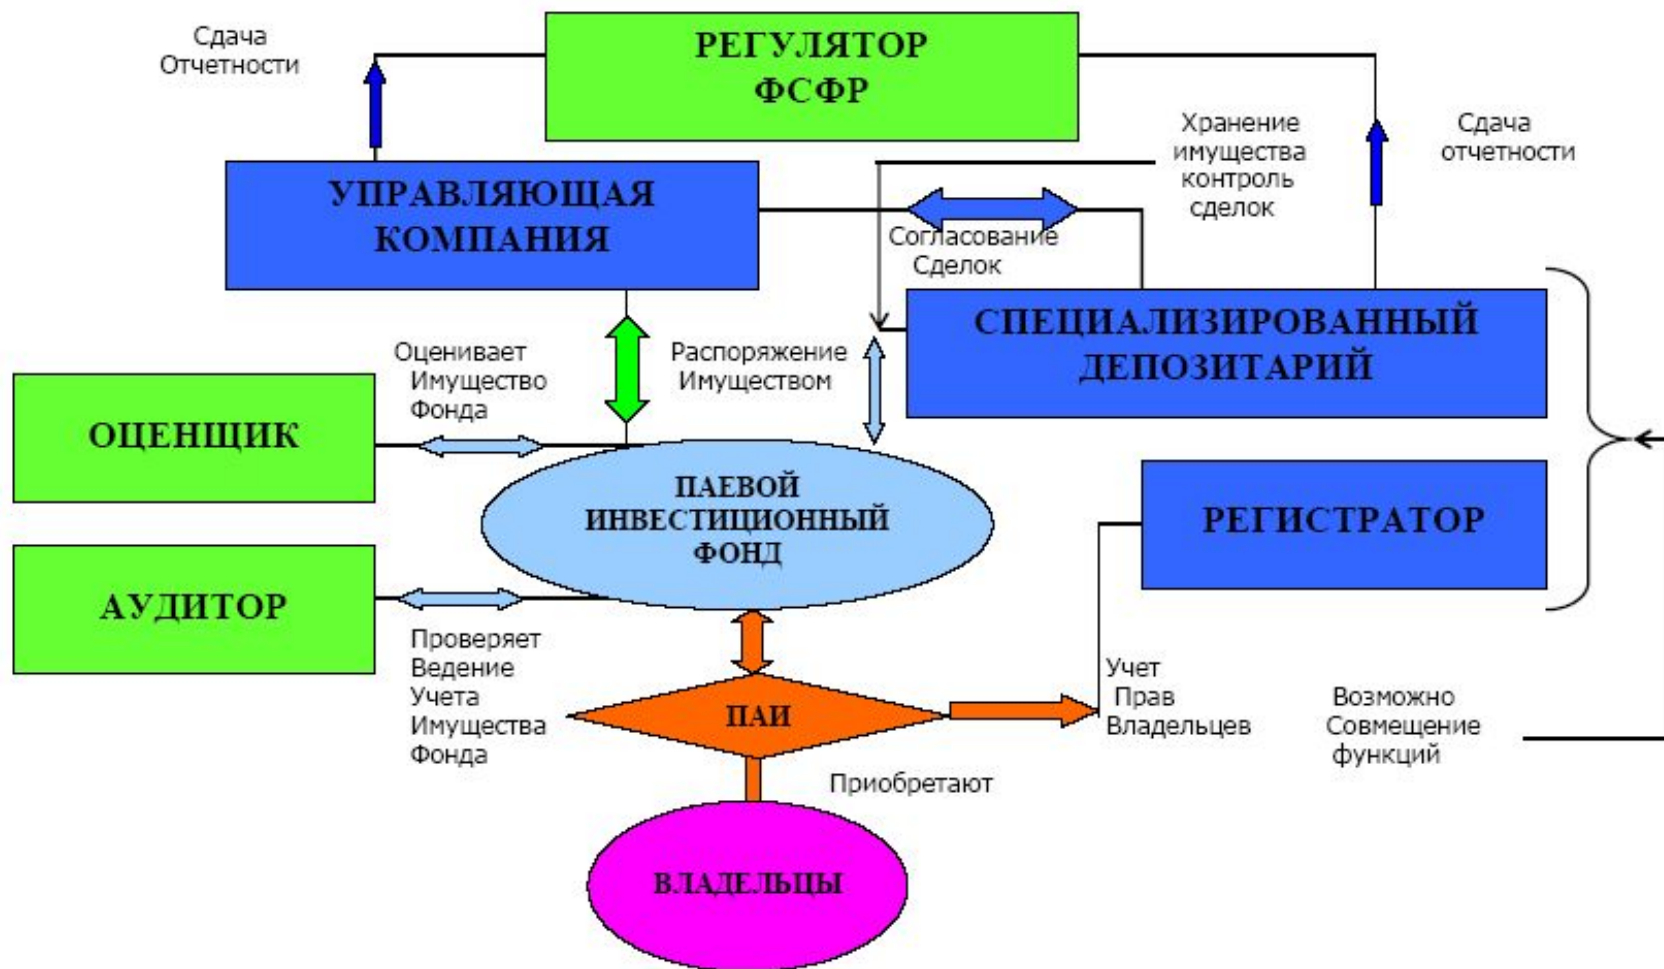 Сдача
Отчетности
РЕГУЛЯТОР
ФСФР
Хранение
имущества
контроль
сделок
Сдача
отчетности
УПРАВЛЯЮЩАЯ
КОМПАНИЯ
Согласование
Сделок
СПЕЦИАЛИЗИРОВАННЫЙ
ДЕПОЗИТАРИЙ
Оценивает
Имущество
Фонда
Распоряжение
Имуществом
ОЦЕНЩИК
ПАЕВОЙ
ИНВЕСТИЦИОННЫЙ
ФОНД
РЕГИСТРАТОР
АУДИТОР
Проверяет
Ведение
Учета
Имущества
Фонда
ПАИ
Учет
Прав
Владельцев
Возможно
Совмещение
функций
Приобретают
ВЛАДЕЛЬЦЫ